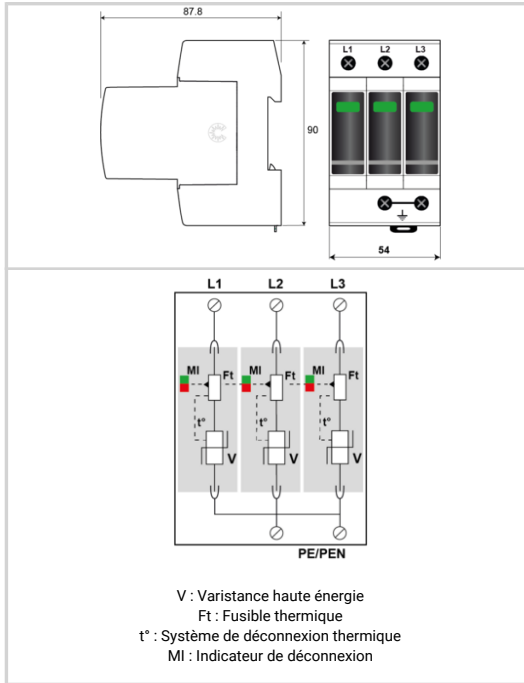 87.8
L1 L2 L3
90
54
L1 L2 L3
MI Ft MI Ft MI Ft
t° t° t°
V V V
PE/PEN
V : Varistance haute énergie
Ft : Fusible thermique
t° : Système de déconnexion thermique
MI : Indicateur de déconnexion